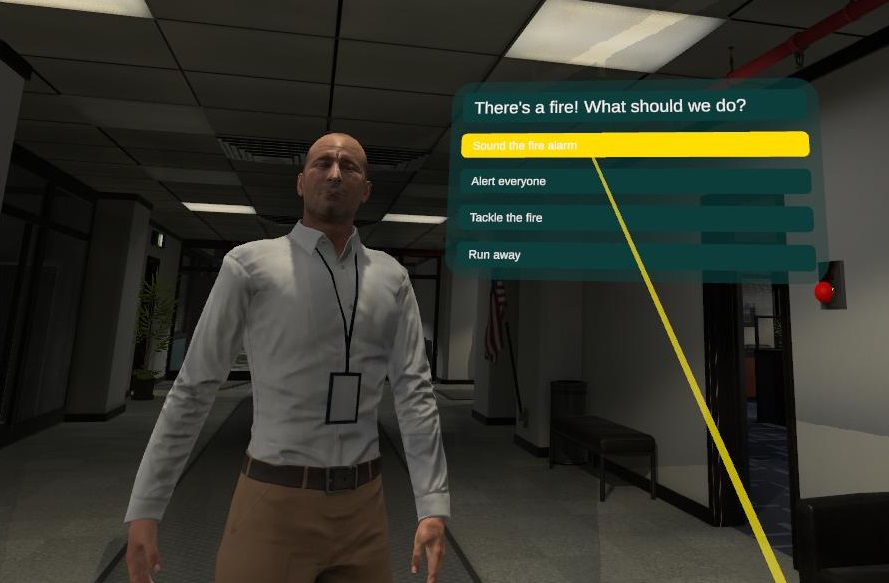 There's a fire! What should we do?
Sound the fire alarm
Alert everyone
Tackle the fire
Run away